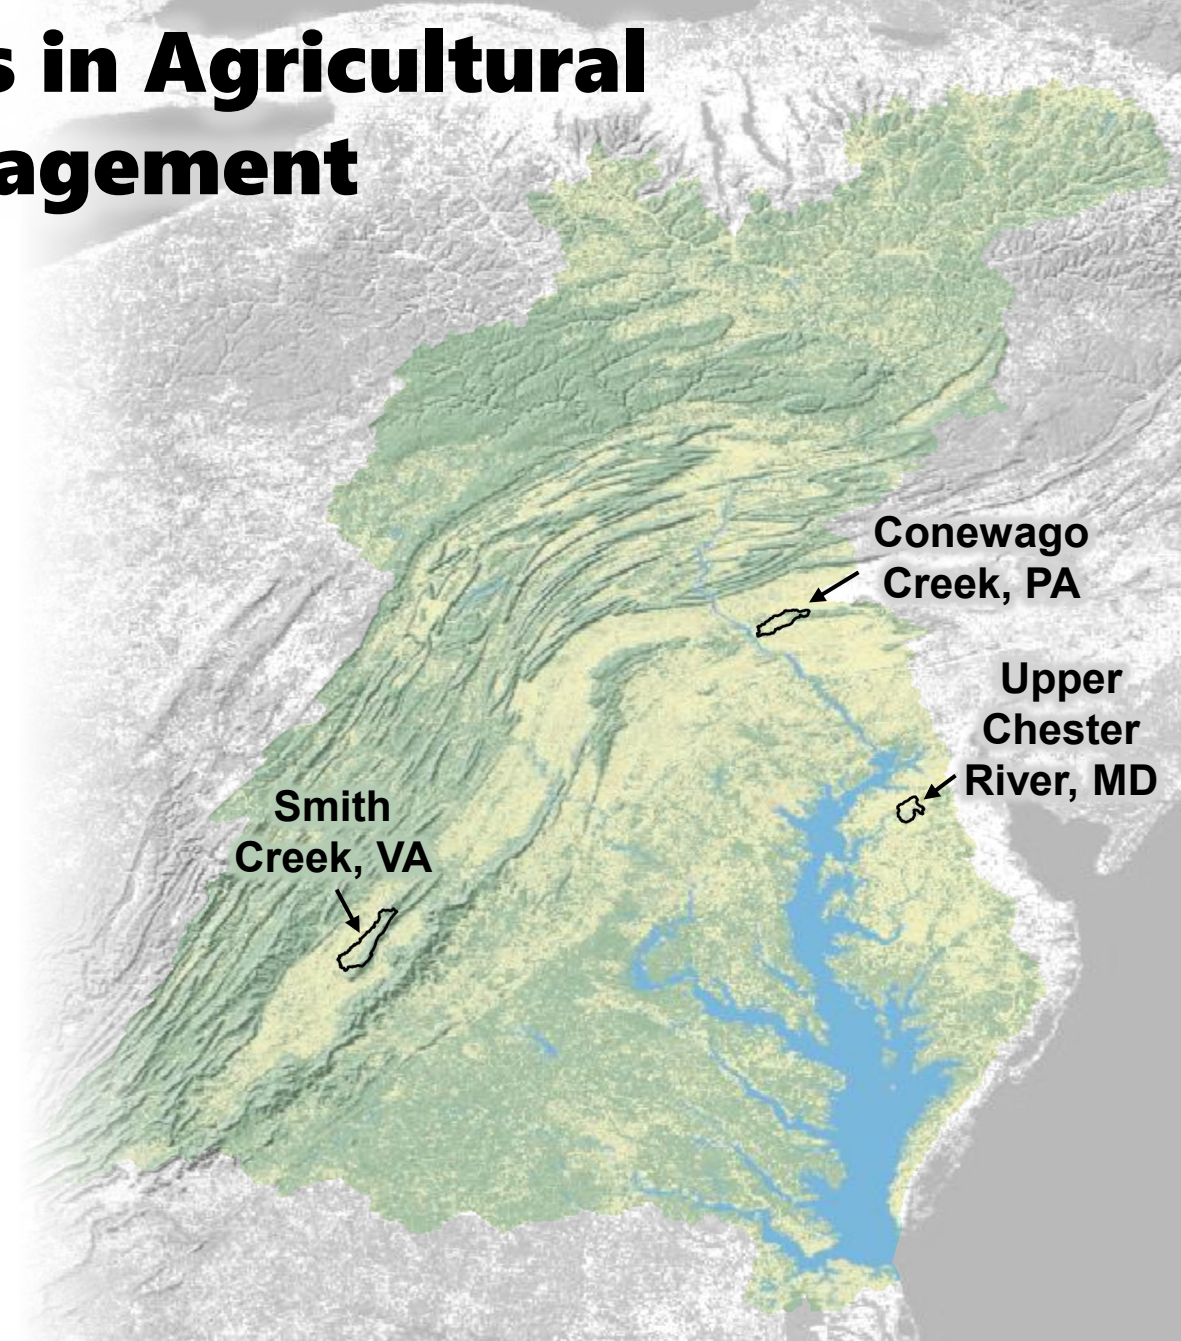 s in Agricultural
agement
Conewago
Creek, PA
Upper
Chester
River, MD
Smith
Creek, VA